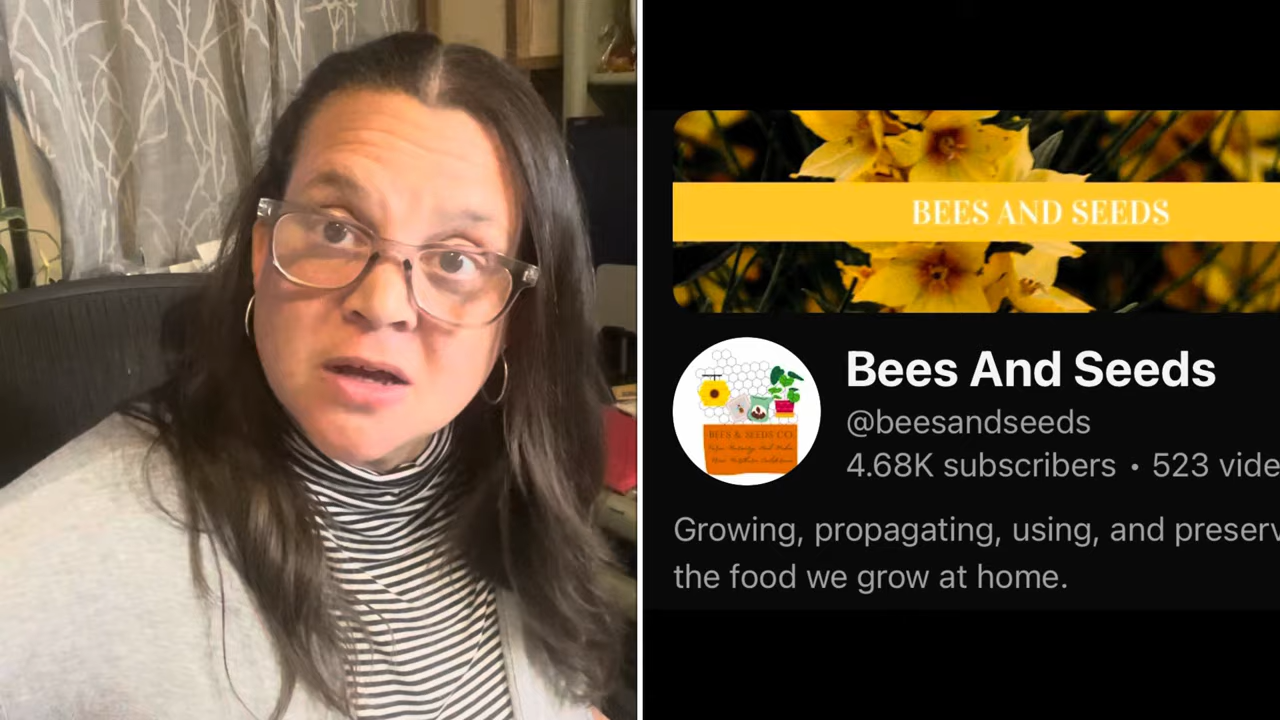 BEES AND SEEDS
BEES & SEEDS CO.
Bees And Seeds
@beesandseeds
4.68K subscribers • 523 vide
Growing, propagating, using, and preserv
the food we grow at home.